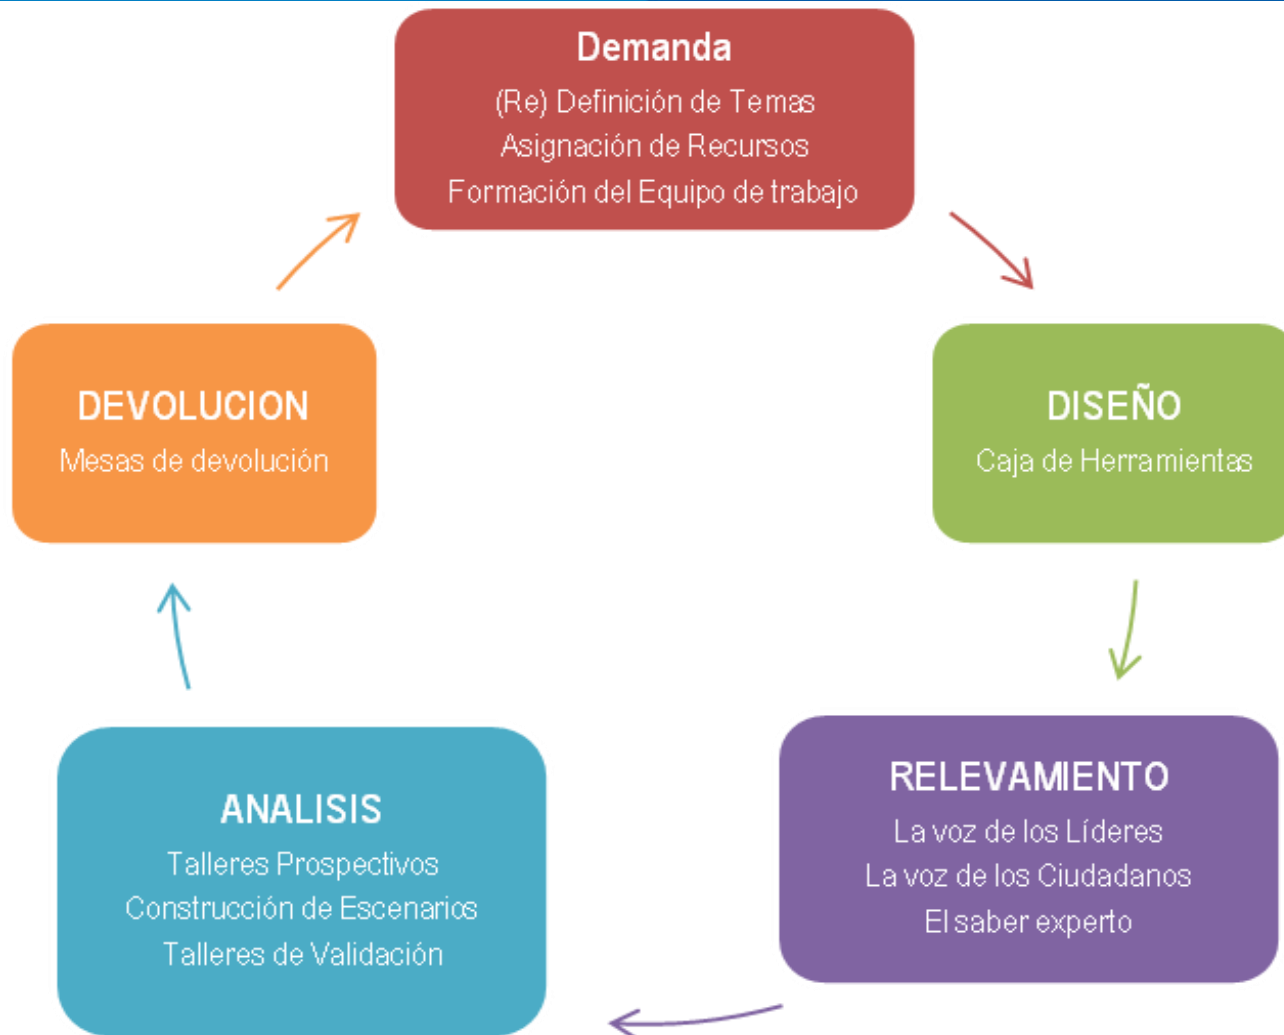 Demanda
(Re) Definición de Temas
Asignación de Recursos
Formación del Equipo de trabajo
DISEÑO
Caja de Herramientas
RELEVAMIENTO
La voz de los Líderes
La voz de los Ciudadanos
El saber experto
ANALISIS
Talleres Prospectivos
Construcción de Escenarios
Talleres de Validación
DEVOLUCION
Mesas de devolución